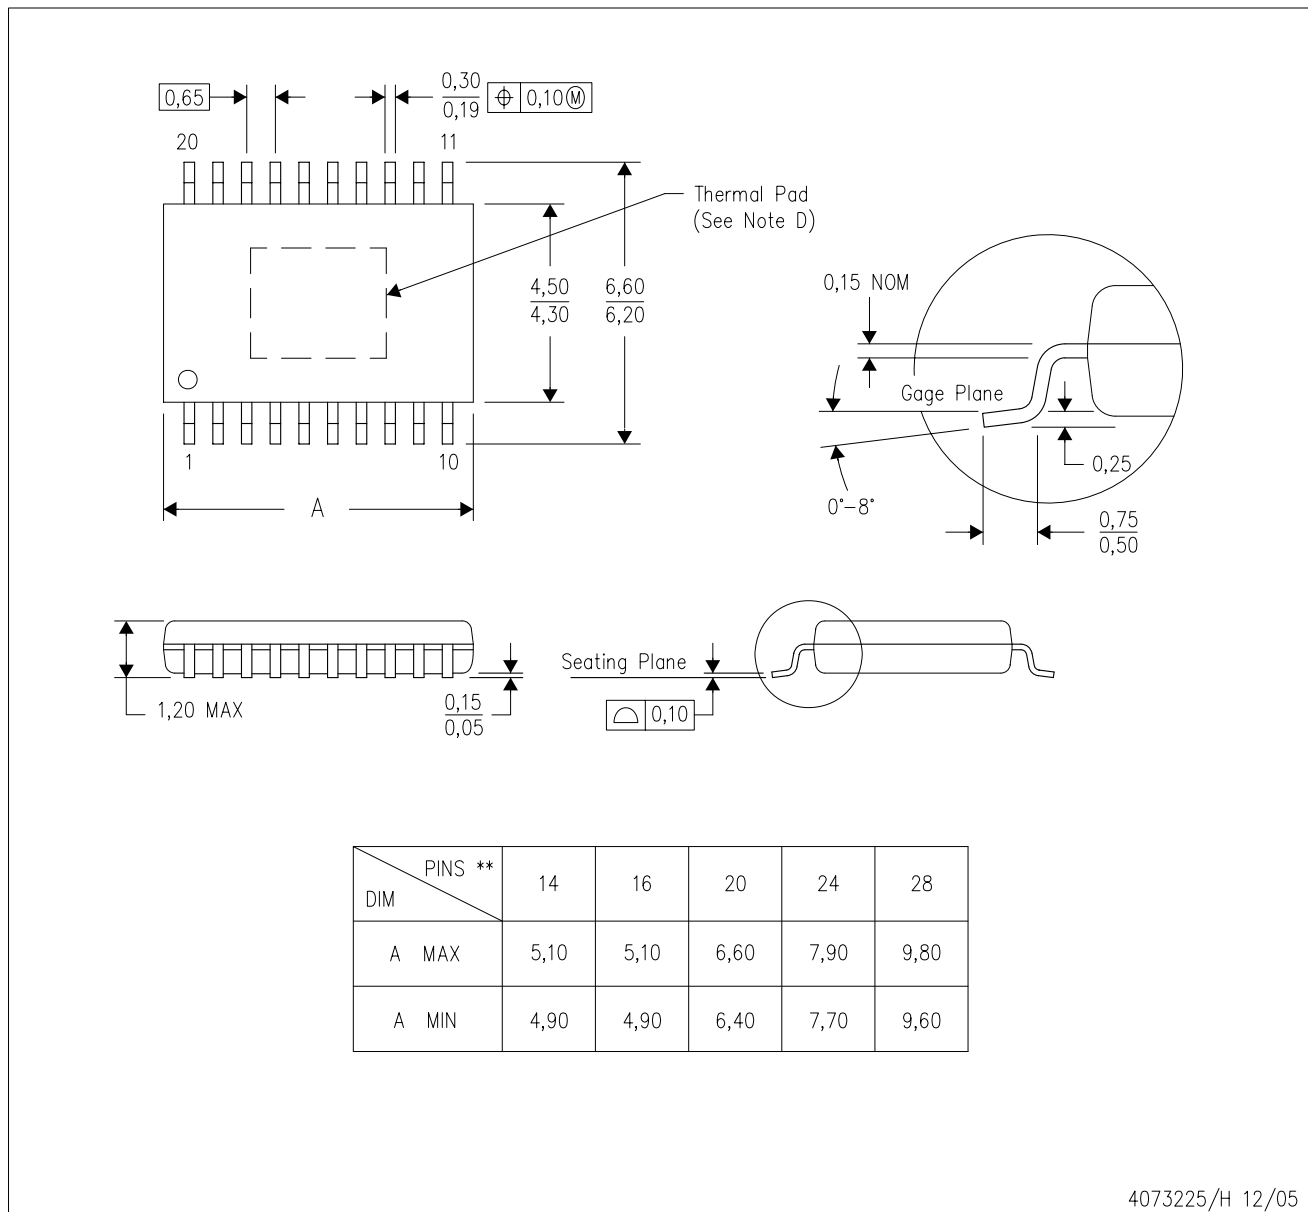 0,65
0,30
0,19
0,10 Ⓜ
20
11
Thermal Pad
(See Note D)
4,50
4,30
6,60
6,20
1
10
A
0,15 NOM
Gage Plane
0,25
0°–8°
0,75
0,50
1,20 MAX
0,15
0,05
Seating Plane
0,10
PINS **
DIM
14 16 20 24 28
A MAX 5,10 5,10 6,60 7,90 9,80
A MIN 4,90 4,90 6,40 7,70 9,60
4073225/H 12/05